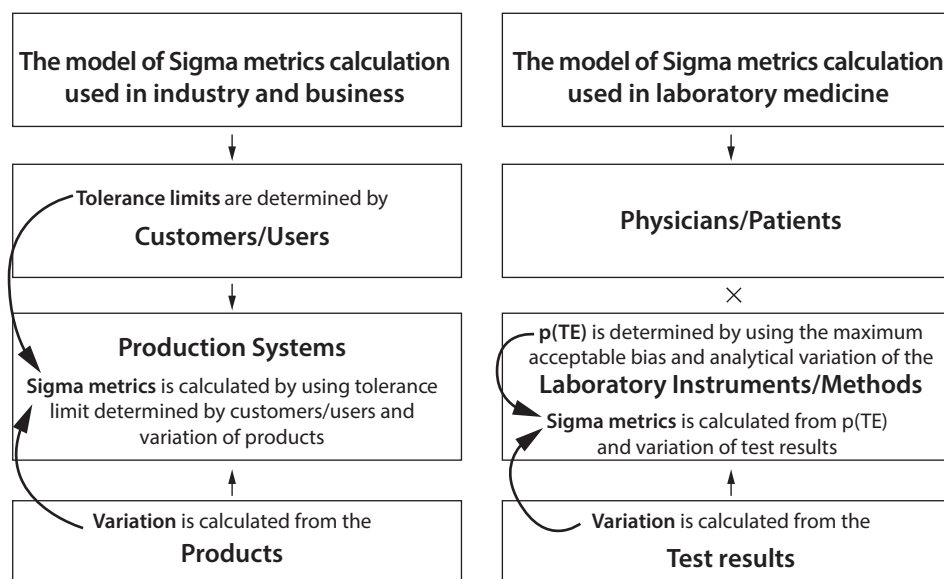 The model of Sigma metrics calculation
used in industry and business
Tolerance limits are determined by
Customers/Users
Production Systems
Sigma metrics is calculated by using tolerance
limit determined by customers/users and
variation of products
Variation is calculated from the
Products
The model of Sigma metrics calculation
used in laboratory medicine
Physicians/Patients
×
p(TE) is determined by using the maximum
acceptable bias and analytical variation of the
Laboratory Instruments/Methods
Sigma metrics is calculated from p(TE)
and variation of test results
Variation is calculated from the
Test results